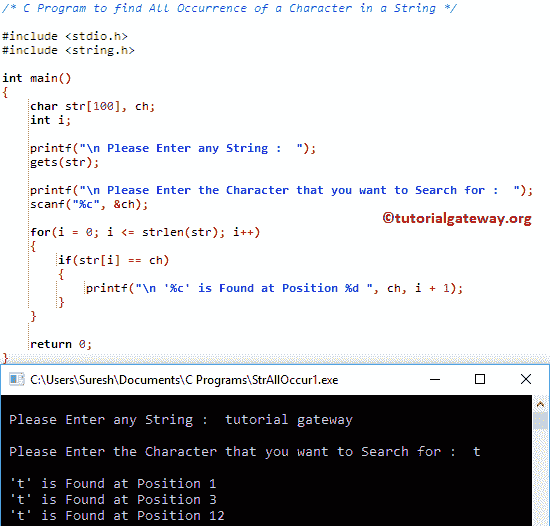 /* C Program to find All Occurrence of a Character in a String */
#include <stdio.h>
#include <string.h>
int main()
{
char str[100], ch;
int i;
printf("\n Please Enter any String :  ");
gets(str);
printf("\n Please Enter the Character that you want to Search for :  ");
scanf("%c", &ch);
©tutorialgateway.org
for(i = 0; i <= strlen(str); i++)
{
if(str[i] == ch)
{
printf("\n '%c' is Found at Position %d ", ch, i + 1);
}
}
return 0;
}
C:\Users\Suresh\Documents\C Programs\StrAllOccur1.exe
Please Enter any String :  tutorial gateway
Please Enter the Character that you want to Search for :  t
't' is Found at Position 1
't' is Found at Position 3
't' is Found at Position 12